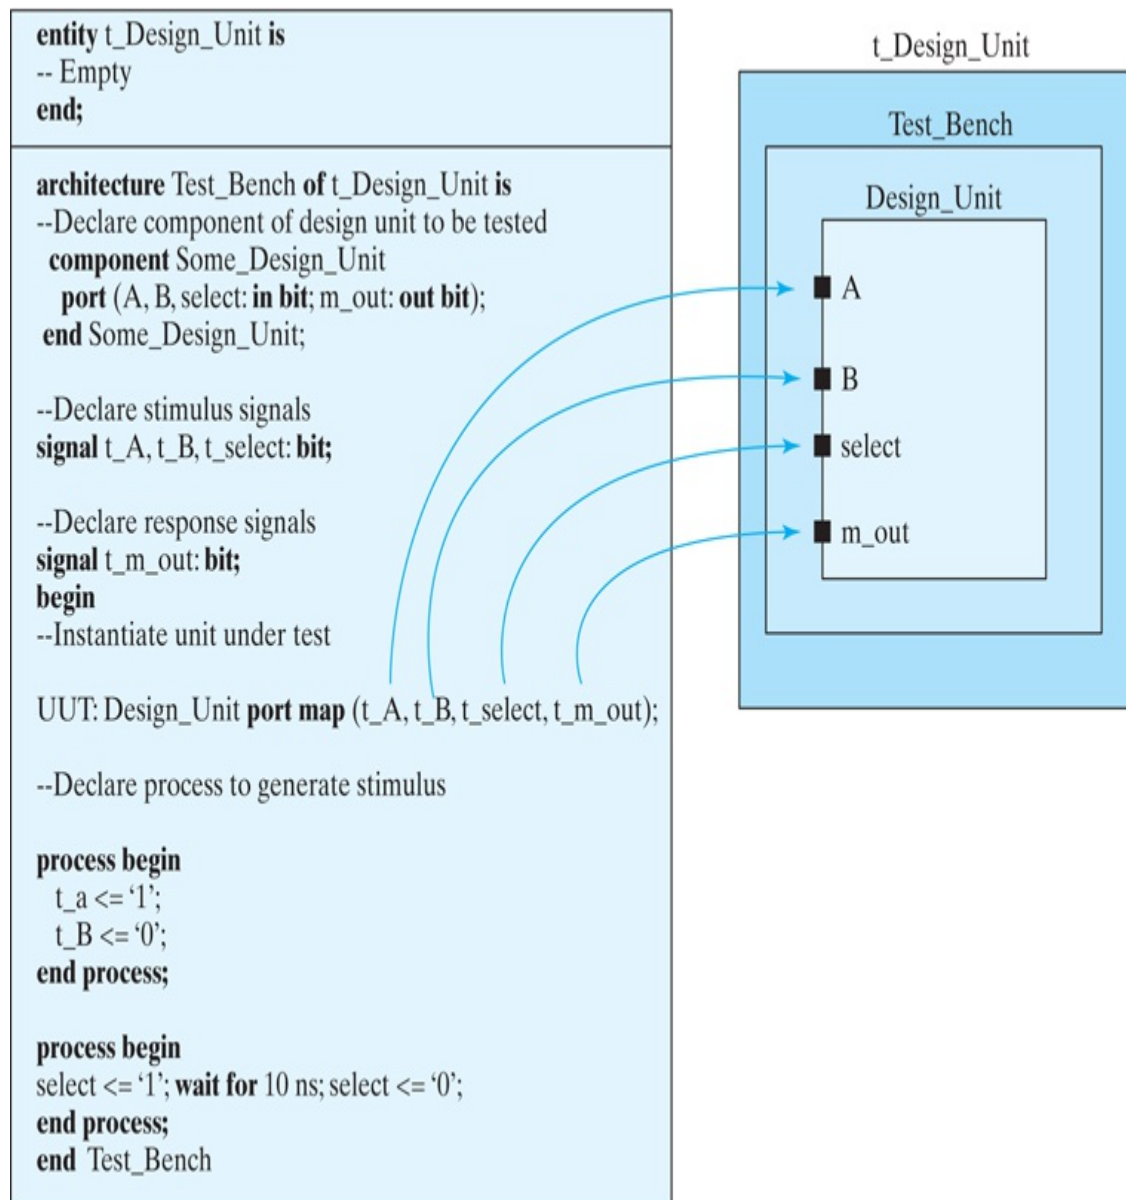 entity t_Design_Unit is
-- Empty
end;
architecture Test_Bench of t_Design_Unit is
--Declare component of design unit to be tested
component Some_Design_Unit
port (A, B, select: in bit; m_out: out bit);
end Some_Design_Unit;
--Declare stimulus signals
signal t_A, t_B, t_select: bit;
--Declare response signals
signal t_m_out: bit;
begin
--Instantiate unit under test
UUT: Design_Unit port map (t_A, t_B, t_select, t_m_out);
--Declare process to generate stimulus
process begin
t_a <= ‘1’;
t_B <= ‘0’;
end process;
process begin
select <= ‘1’; wait for 10 ns; select <= ‘0’;
end process;
end Test_Bench
t_Design_Unit
Test_Bench
Design_Unit
A
B
select
m_out